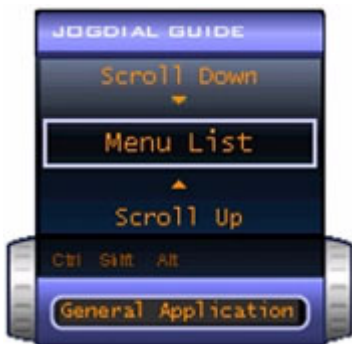 JOGDIAL GUIDE
Scroll Down
Menu List
Scroll Up
Ctrl Shift Alt
General Application